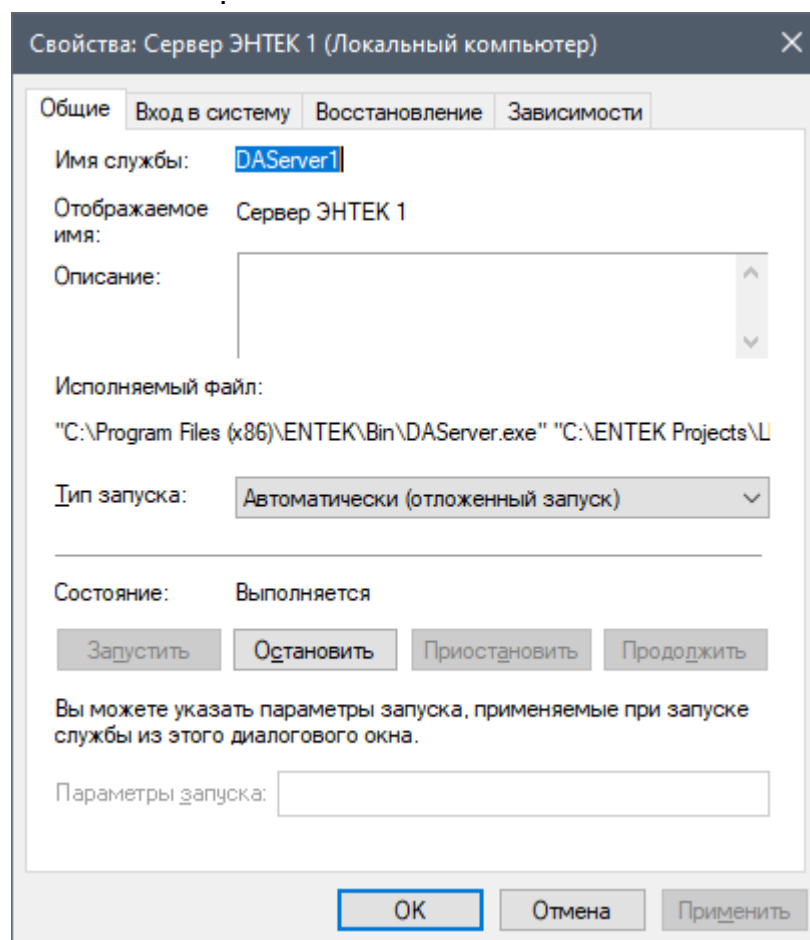 Свойства: Сервер ЭНТЕК 1 (Локальный компьютер)
Общие Вход в систему Восстановление Зависимости
Имя службы: DAServer1
Отображаемое имя: Сервер ЭНТЕК 1
Описание:
Исполняемый файл:
"C:\Program Files (x86)\ENTEK\Bin\DAServer.exe" "C:\ENTEK Projects\
Тип запуска: Автоматически (отложенный запуск)
Состояние: Выполняется
Запустить Остановить Приостановить Продолжить
Вы можете указать параметры запуска, применяемые при запуске
службы из этого диалогового окна.
Параметры запуска:
OK Отмена Применить